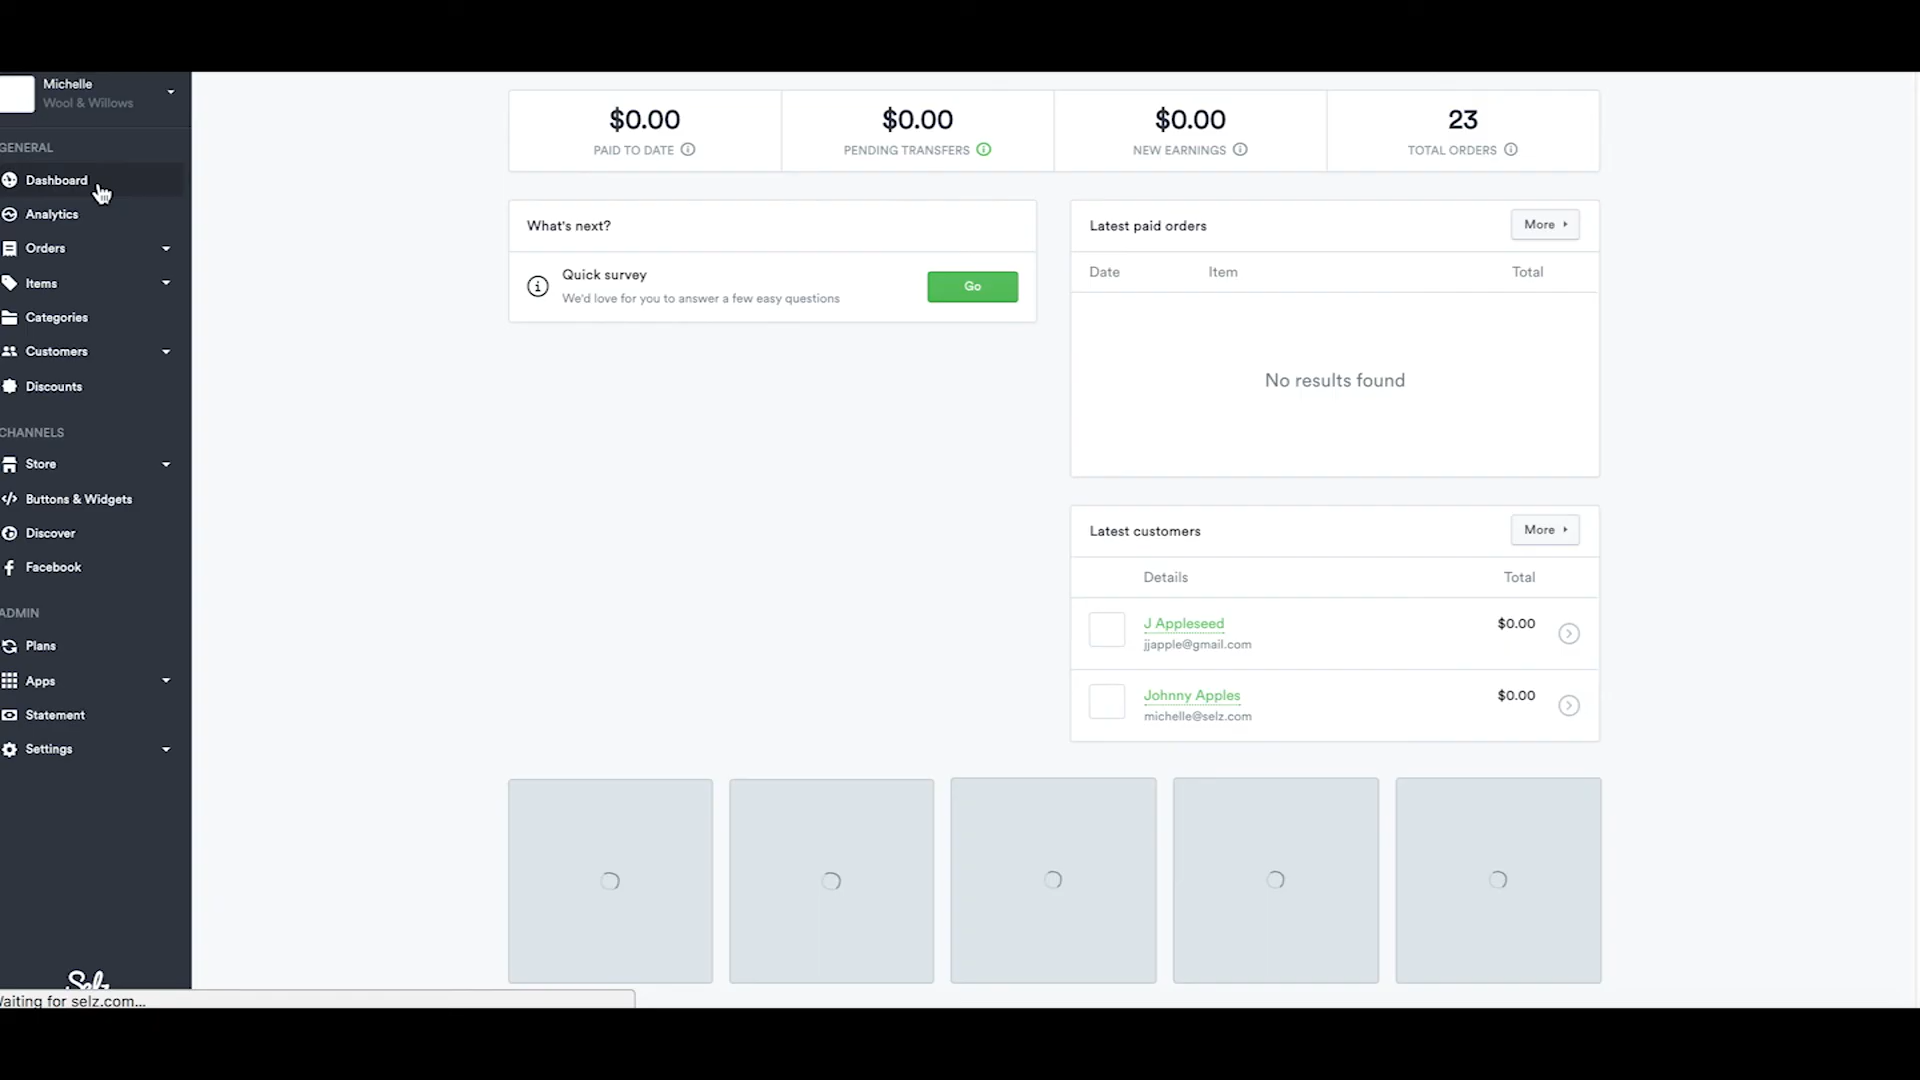 Michelle
Wool & Willows
GENERAL
Dashboard
Analytics
Orders
Items
Categories
Customers
Discounts
CHANNELS
Store
Buttons & Widgets
Discover
Facebook
ADMIN
Plans
Apps
Statement
Settings
Selz
Waiting for selz.com...
$0.00
PAID TO DATE
$0.00
PENDING TRANSFERS
$0.00
NEW EARNINGS
23
TOTAL ORDERS
What's next?
Quick survey
We'd love for you to answer a few easy questions
Go
Latest paid orders
More
Date Item Total
No results found
Latest customers
More
Details Total
J Appleseed
$0.00
jjapple@gmail.com
Johnny Apples
$0.00
michelle@selz.com